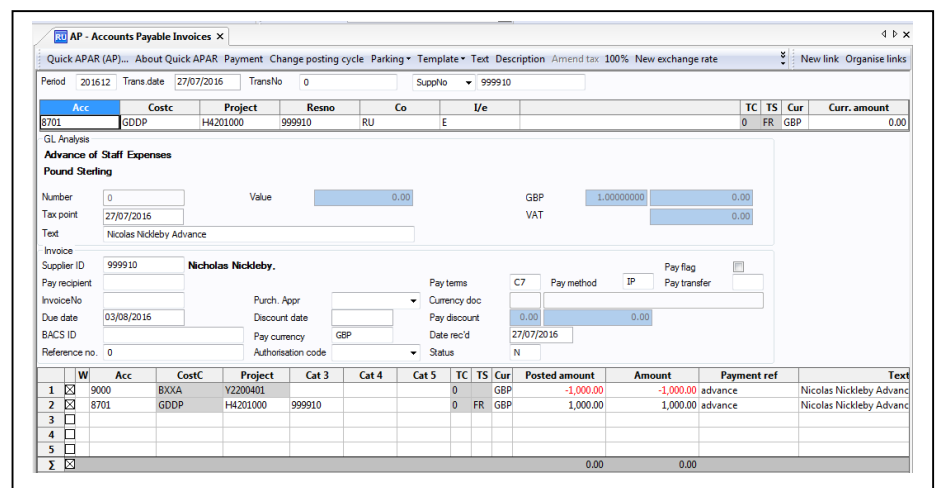 RU AP - Accounts Payable Invoices ×
Quick APAR (AP)... About Quick APAR Payment Change posting cycle Parking Template Text Description Amend tax 100% New exchange rate New link Organise links
Period 201612 Trans.date 27/07/2016 TransNo 0 SuppNo 999910
Acc Costc Project Resno Co I/e TC TS Cur Curr. amount
8701 GDDP H4201000 999910 RU E 0 FR GBP 0.00
GL Analysis
Advance of Staff Expenses
Pound Sterling
Number 0 Value 0.00 GBP 1.00000000 0.00
Tax point 27/07/2016 VAT 0.00
Text Nicolas Nickleby Advance
Invoice
Supplier ID 999910 Nicholas Nickleby. Pay flag
Pay recipient Pay terms C7 Pay method IP Pay transfer
InvoiceNo Purch. Appr Currency doc
Due date 03/08/2016 Discount date Pay discount 0.00 0.00
BACS ID Pay currency GBP Date rec'd 27/07/2016
Reference no. 0 Authorisation code Status N
W Acc CostC Project Cat 3 Cat 4 Cat 5 TC TS Cur Posted amount Amount Payment ref Text
1 9000 BXXA Y2200401 0 GBP -1,000.00 -1,000.00 advance Nicolas Nickleby Advanc
2 8701 GDDP H4201000 999910 0 FR GBP 1,000.00 1,000.00 advance Nicolas Nickleby Advanc
3
4
5
Σ 0.00 0.00